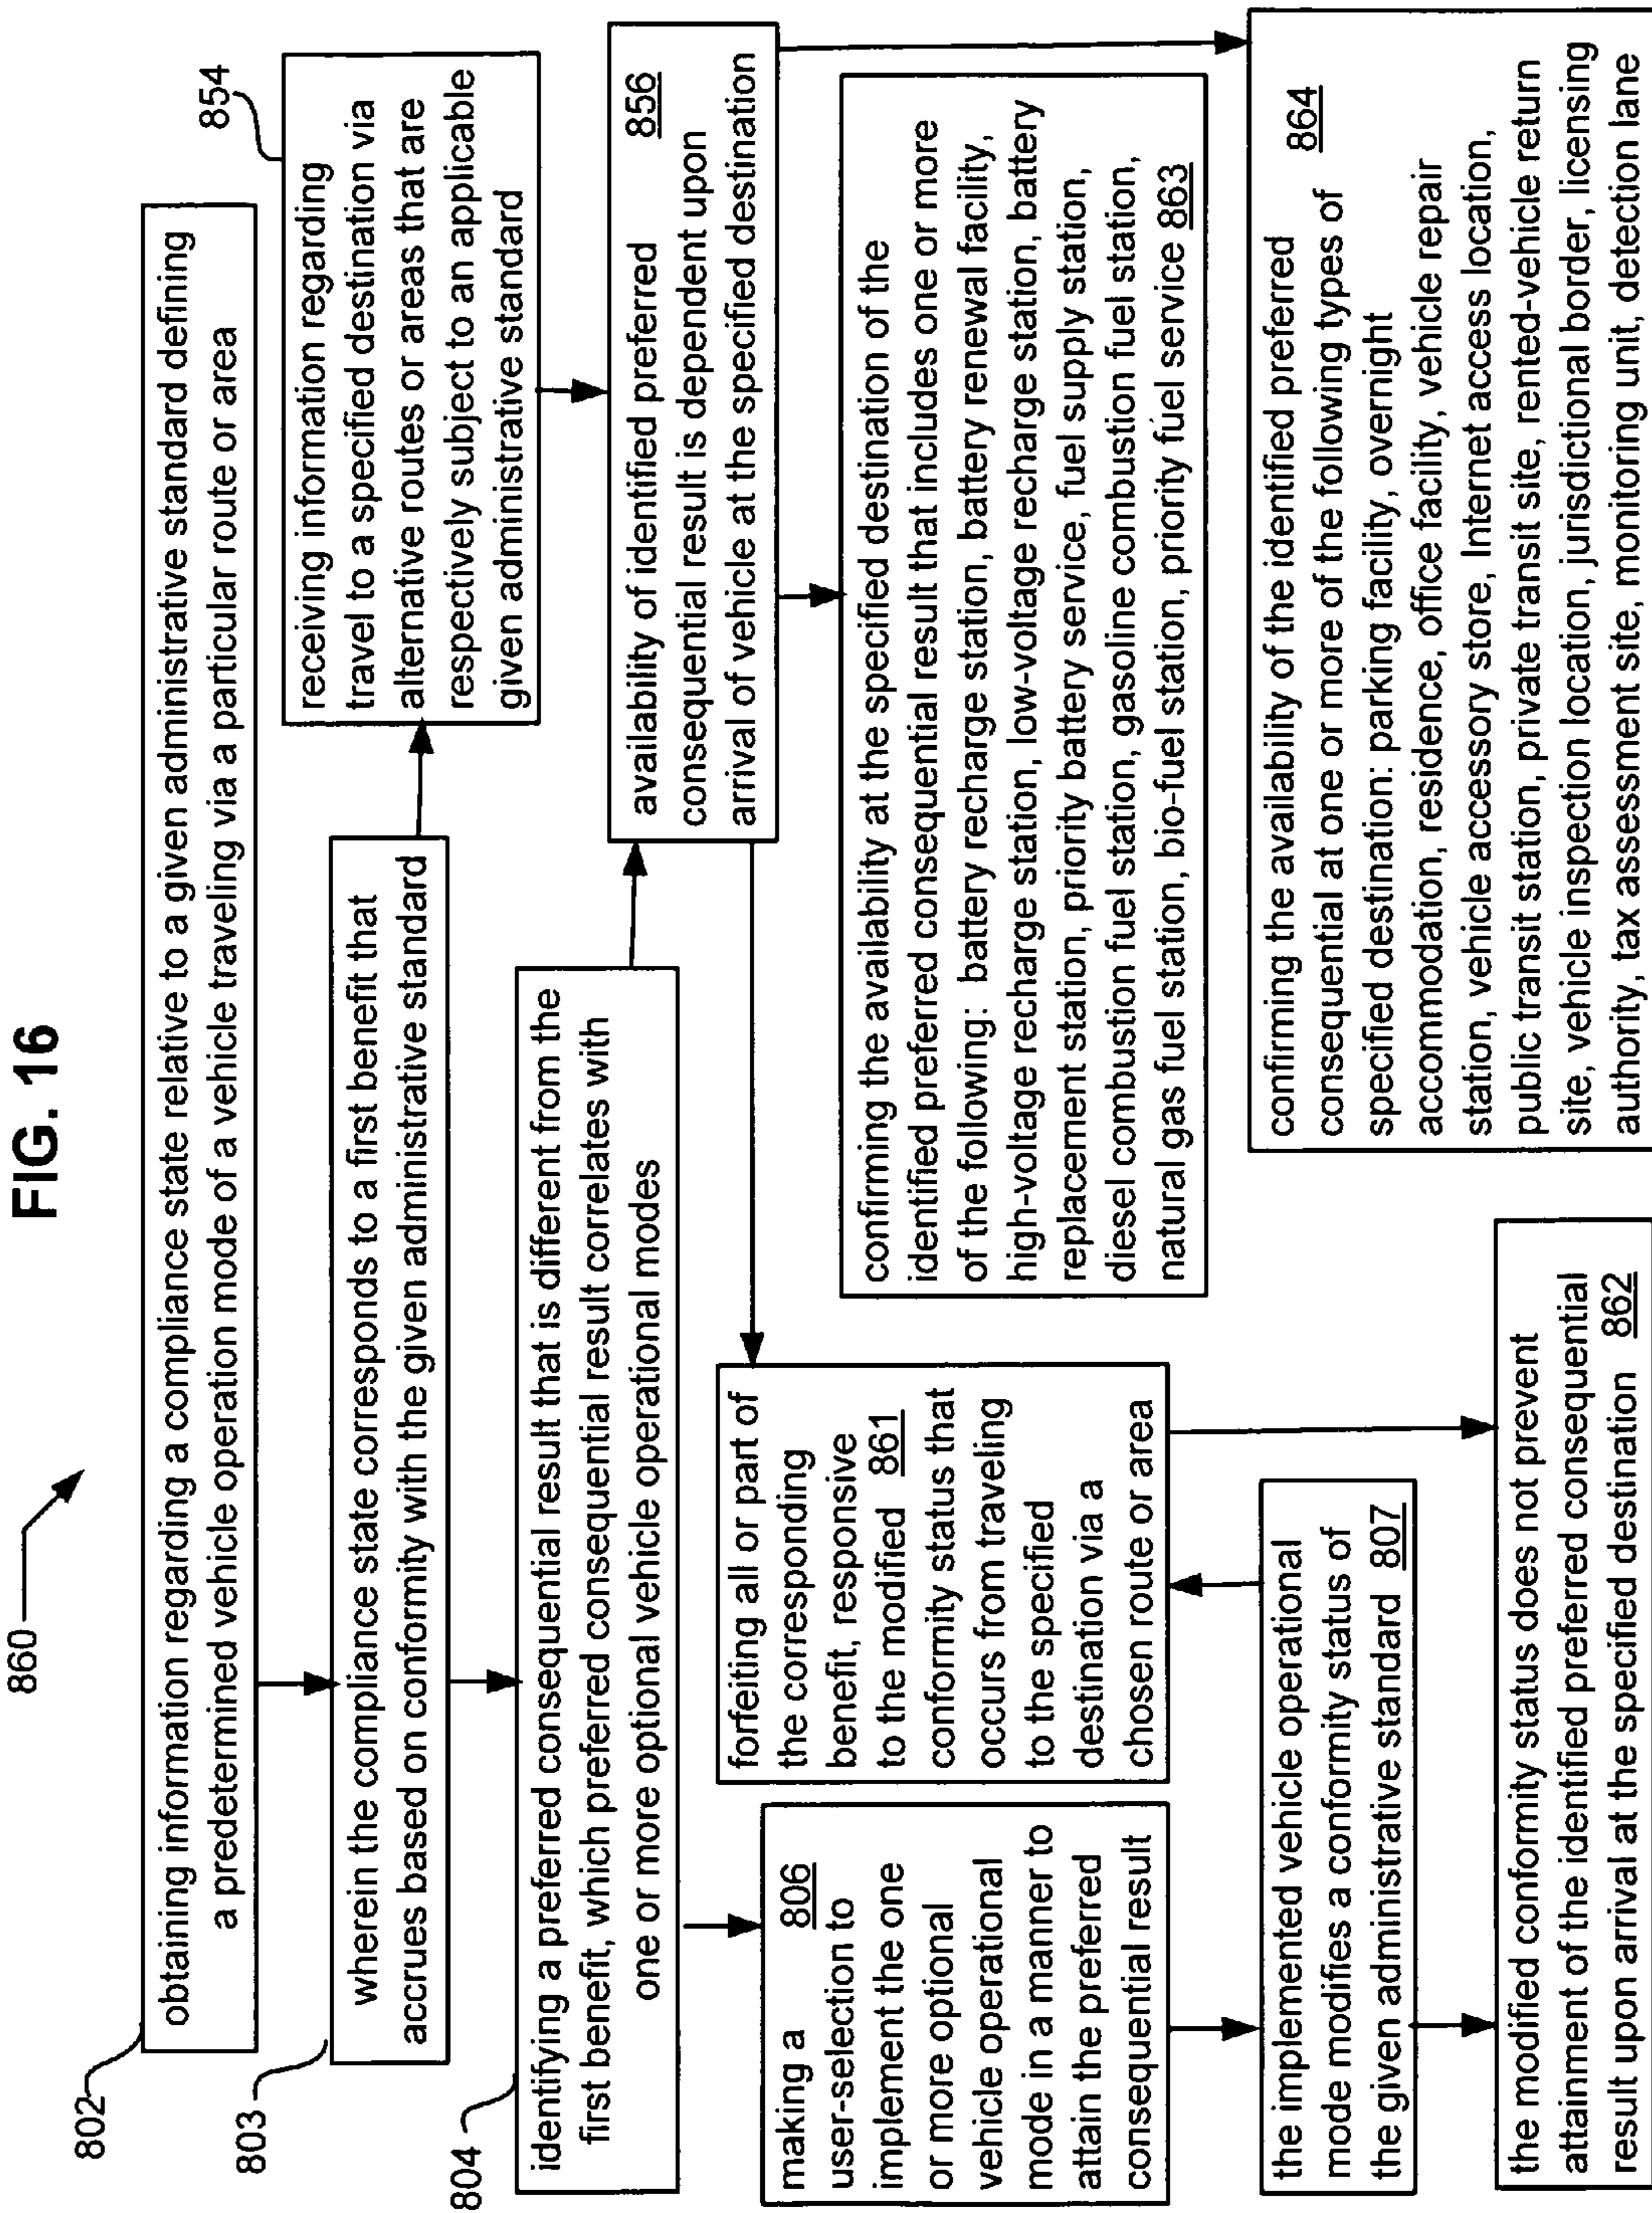 FIG. 16
860
802
obtaining information regarding a compliance state relative to a given administrative standard defining
a predetermined vehicle operation mode of a vehicle traveling via a particular route or area
803
wherein the compliance state corresponds to a first benefit that
accrues based on conformity with the given administrative standard
854
receiving information regarding
travel to a specified destination via
alternative routes or areas that are
respectively subject to an applicable
given administrative standard
804
identifying a preferred consequential result that is different from the
first benefit, which preferred consequential result correlates with
one or more optional vehicle operational modes
856
availability of identified preferred
consequential result is dependent upon
arrival of vehicle at the specified destination
making a 806
user-selection to
implement the one
or more optional
vehicle operational
mode in a manner to
attain the preferred
consequential result
forfeiting all or part of
the corresponding
benefit, responsive
to the modified 861
conformity status that
occurs from traveling
to the specified
destination via a
chosen route or area
confirming the availability at the specified destination of the
identified preferred consequential result that includes one or more
of the following: battery recharge station, battery renewal facility,
high-voltage recharge station, low-voltage recharge station, battery
replacement station, priority battery service, fuel supply station,
diesel combustion fuel station, gasoline combustion fuel station,
natural gas fuel station, bio-fuel station, priority fuel service 863
the implemented vehicle operational
mode modifies a conformity status of
the given administrative standard 807
the modified conformity status does not prevent
attainment of the identified preferred consequential
result upon arrival at the specified destination 862
confirming the availability of the identified preferred 864
consequential at one or more of the following types of
specified destination: parking facility, overnight
accommodation, residence, office facility, vehicle repair
station, vehicle accessory store, Internet access location,
public transit station, private transit site, rented-vehicle return
site, vehicle inspection location, jurisdictional border, licensing
authority, tax assessment site, monitoring unit, detection lane